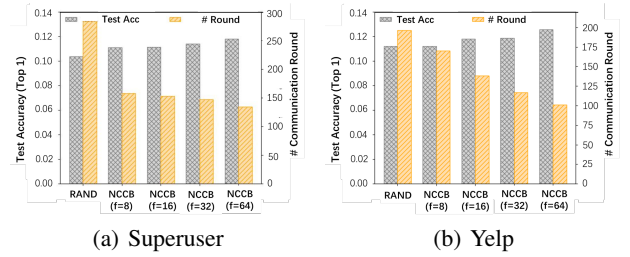 Test Acc # Round
Test Accuracy (Top 1)
0.14
0.12
0.10
0.08
0.06
0.04
0.02
0.00
300
250
200
150
100
50
0
# Communication Round
RAND NCCB NCCB NCCB NCCB
(f=8) (f=16) (f=32) (f=64)
(a) Superuser
Test Acc # Round
Test Accuracy (Top 1)
0.14
0.12
0.10
0.08
0.06
0.04
0.02
0.00
200
175
150
125
100
75
50
25
0
# Communication Round
RAND NCCB NCCB NCCB NCCB
(f=8) (f=16) (f=32) (f=64)
(b) Yelp